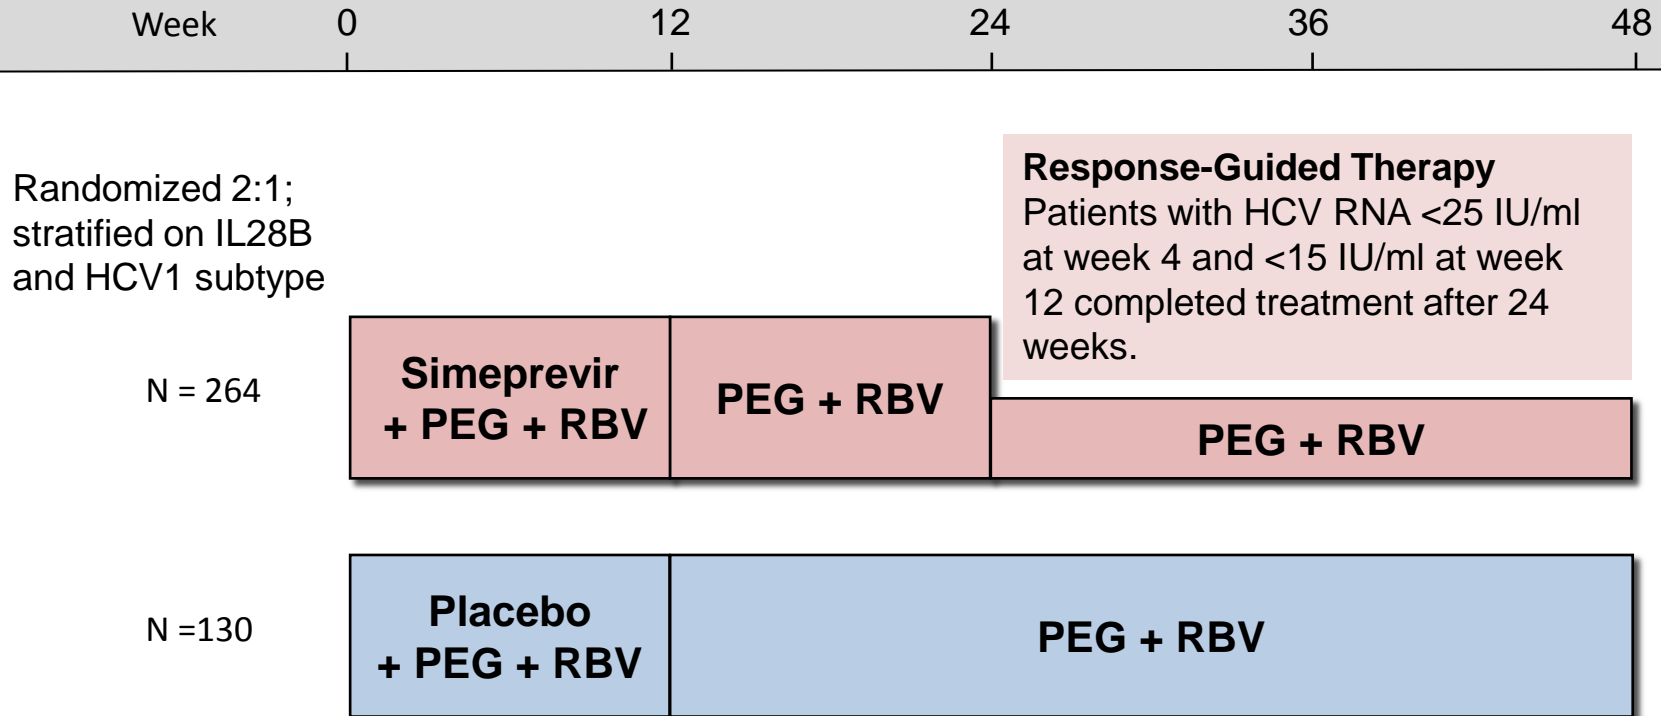 Week 0 12 24 36 48
Randomized 2:1;
stratified on IL28B
and HCV1 subtype
Response-Guided Therapy
Patients with HCV RNA <25 IU/ml
at week 4 and <15 IU/ml at week
12 completed treatment after 24
weeks.
N = 264
Simeprevir
+ PEG + RBV
PEG + RBV
PEG + RBV
N =130
Placebo
+ PEG + RBV
PEG + RBV